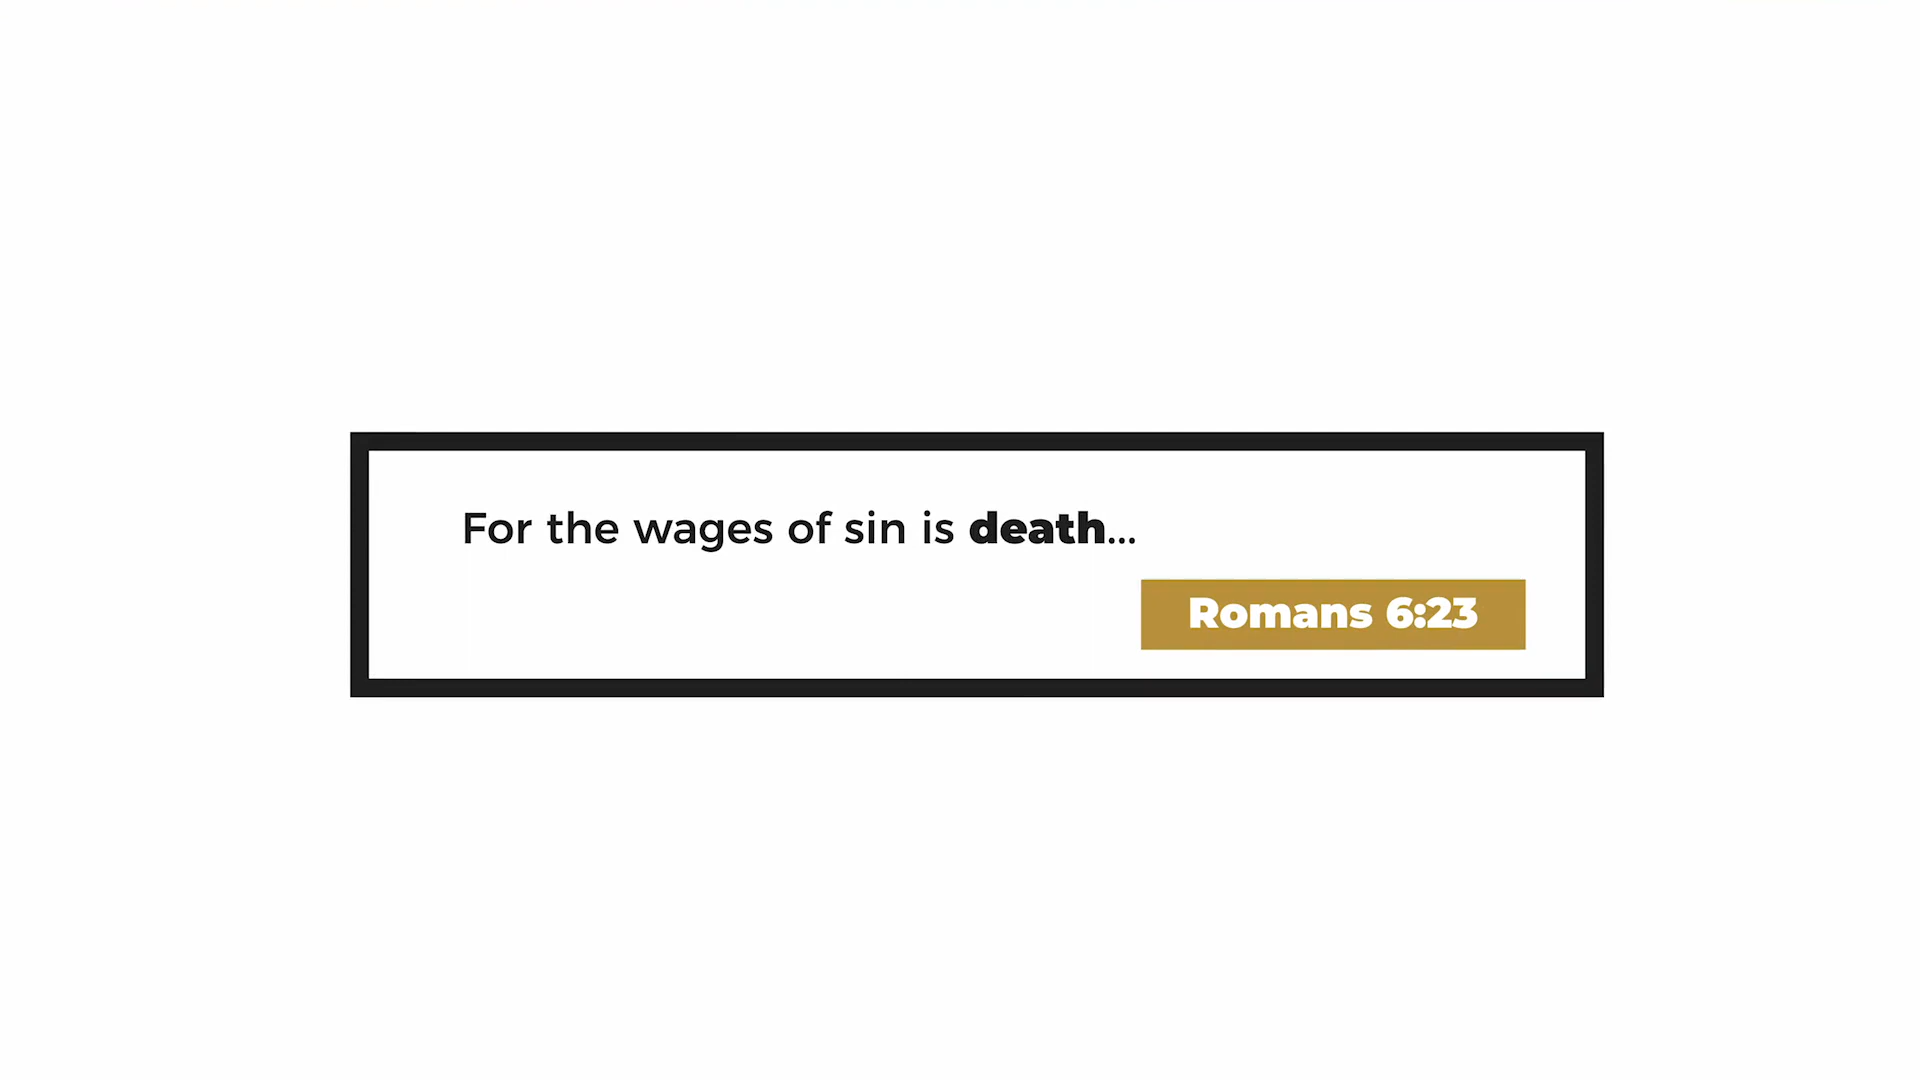 For the wages of sin is death...
Romans 6:23